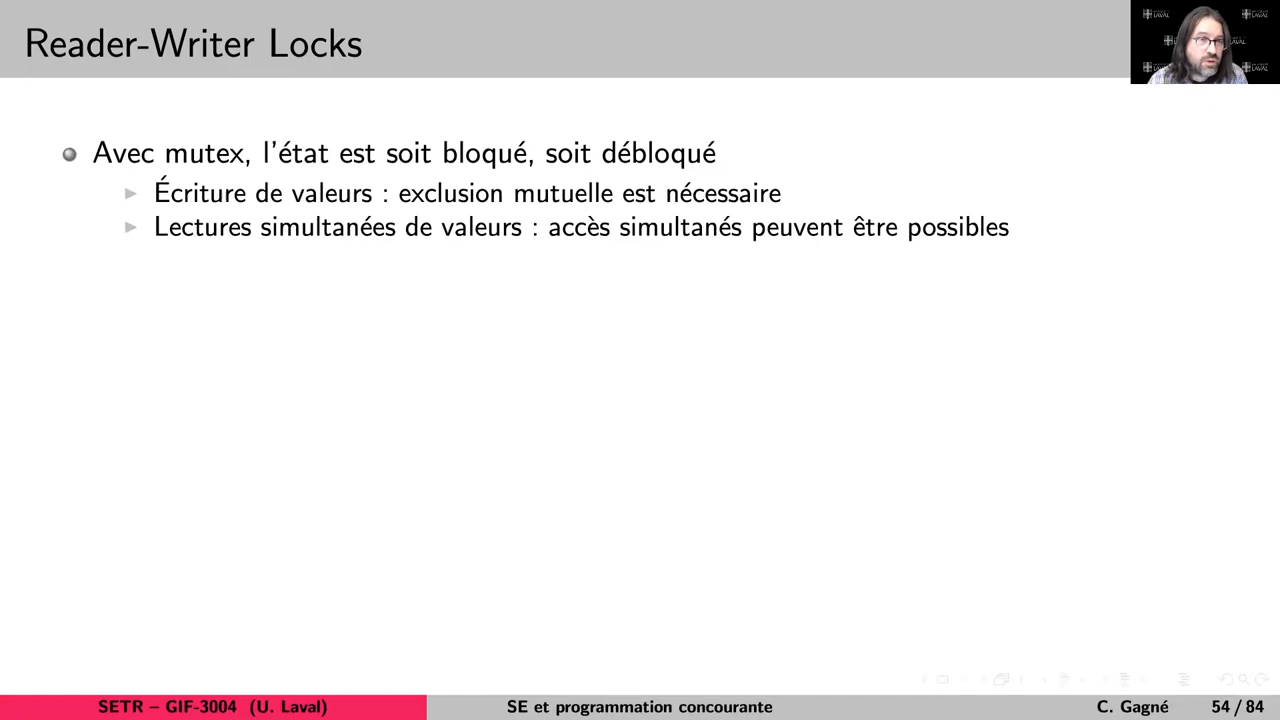 Reader-Writer Locks
LAVAL
LAVAL
Avec mutex, l'état est soit bloqué, soit débloqué
Écriture de valeurs : exclusion mutuelle est nécessaire
Lectures simultanées de valeurs : accès simultanés peuvent être possibles
SETR – GIF-3004 (U. Laval)
SE et programmation concourante
C. Gagné
54 / 84